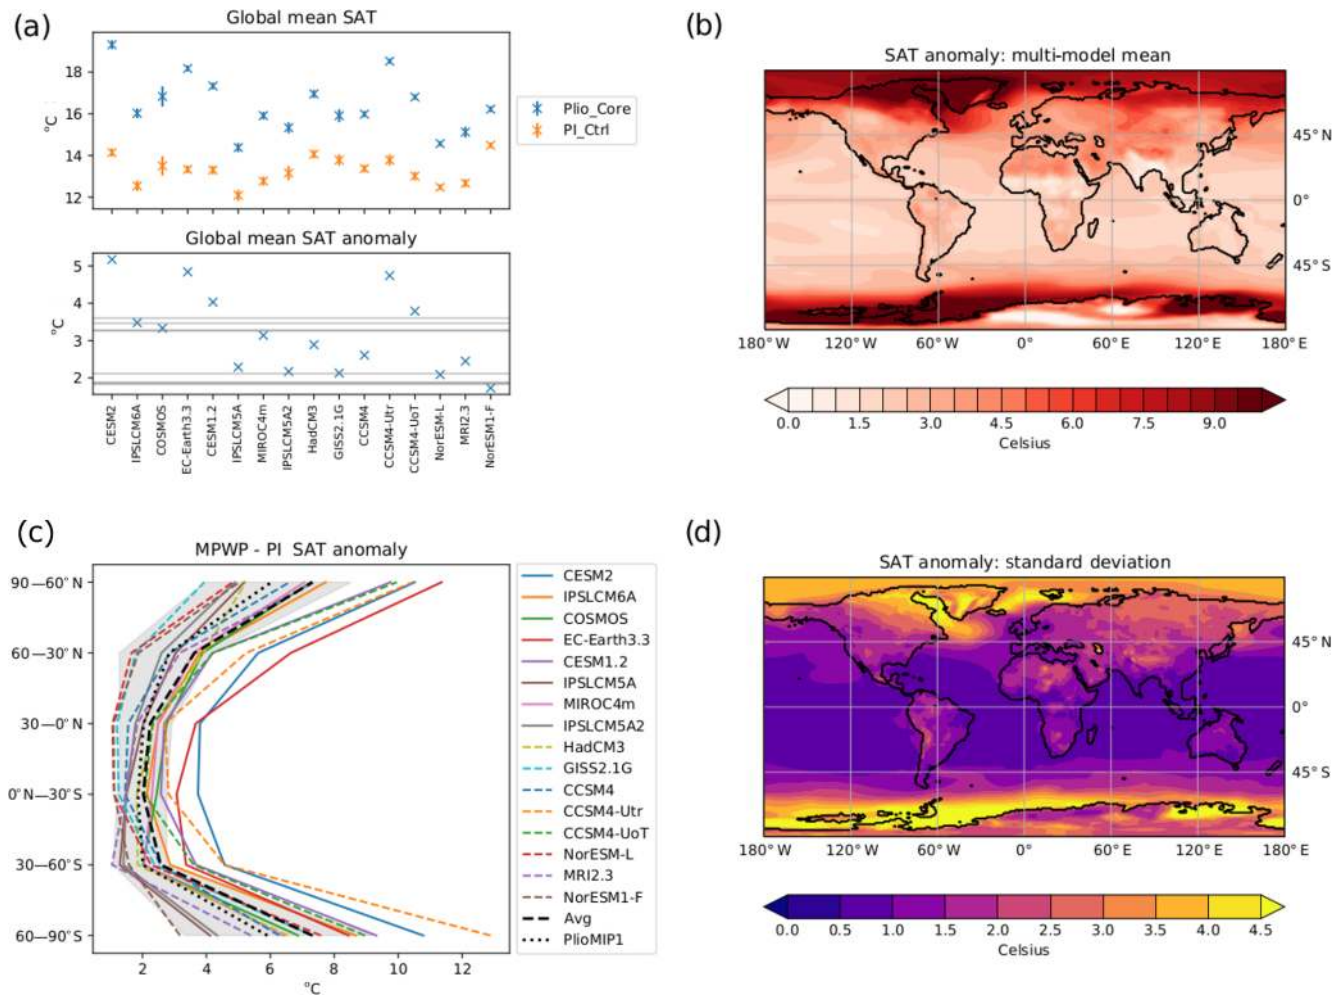 (a)
Global mean SAT
18
16
14
12
°C
Plio_Core
PI_Ctrl
Global mean SAT anomaly
5
4
3
2
°C
CESM2
IPSLCM6A
COSMOS
EC-Earth3.3
CESM1.2
IPSLCM5A
MIROC4m
IPSLCM5A2
HadCM3
GISS2.1G
CCSM4
CCSM4-Utr
CCSM4-UoT
NorESM-L
MRI2.3
NorESM1-F
(b)
SAT anomaly: multi-model mean
45°N
0°
45°S
180°W 120°W 60°W 0° 60°E 120°E 180°E
0.0 1.5 3.0 4.5 6.0 7.5 9.0
Celsius
(c)
MPWP - PI SAT anomaly
90—60°N
60—30°N
30—0°N
0°N—30°S
30—60°S
60—90°S
2 4 6 8 10 12
°C
CESM2
IPSLCM6A
COSMOS
EC-Earth3.3
CESM1.2
IPSLCM5A
MIROC4m
IPSLCM5A2
HadCM3
GISS2.1G
CCSM4
CCSM4-Utr
CCSM4-UoT
NorESM-L
MRI2.3
NorESM1-F
Avg
PlioMIP1
(d)
SAT anomaly: standard deviation
45°N
0°
45°S
180°W 120°W 60°W 0° 60°E 120°E 180°E
0.0 0.5 1.0 1.5 2.0 2.5 3.0 3.5 4.0 4.5
Celsius